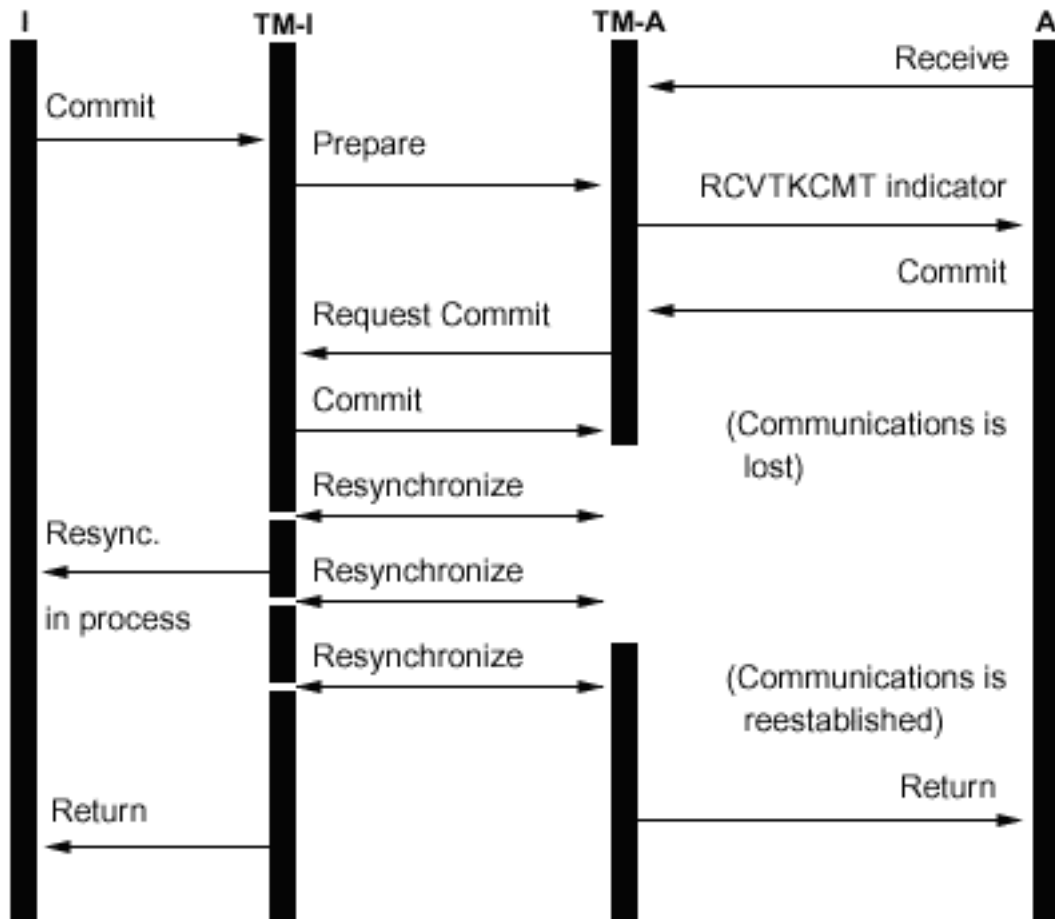 I TM-I TM-A A
Receive
Commit
Prepare
RCVTKCMT indicator
Commit
Request Commit
Commit
(Communications is
lost)
Resynchronize
Resync.
Resynchronize
in process
Resynchronize
(Communications is
reestablished)
Return
Return